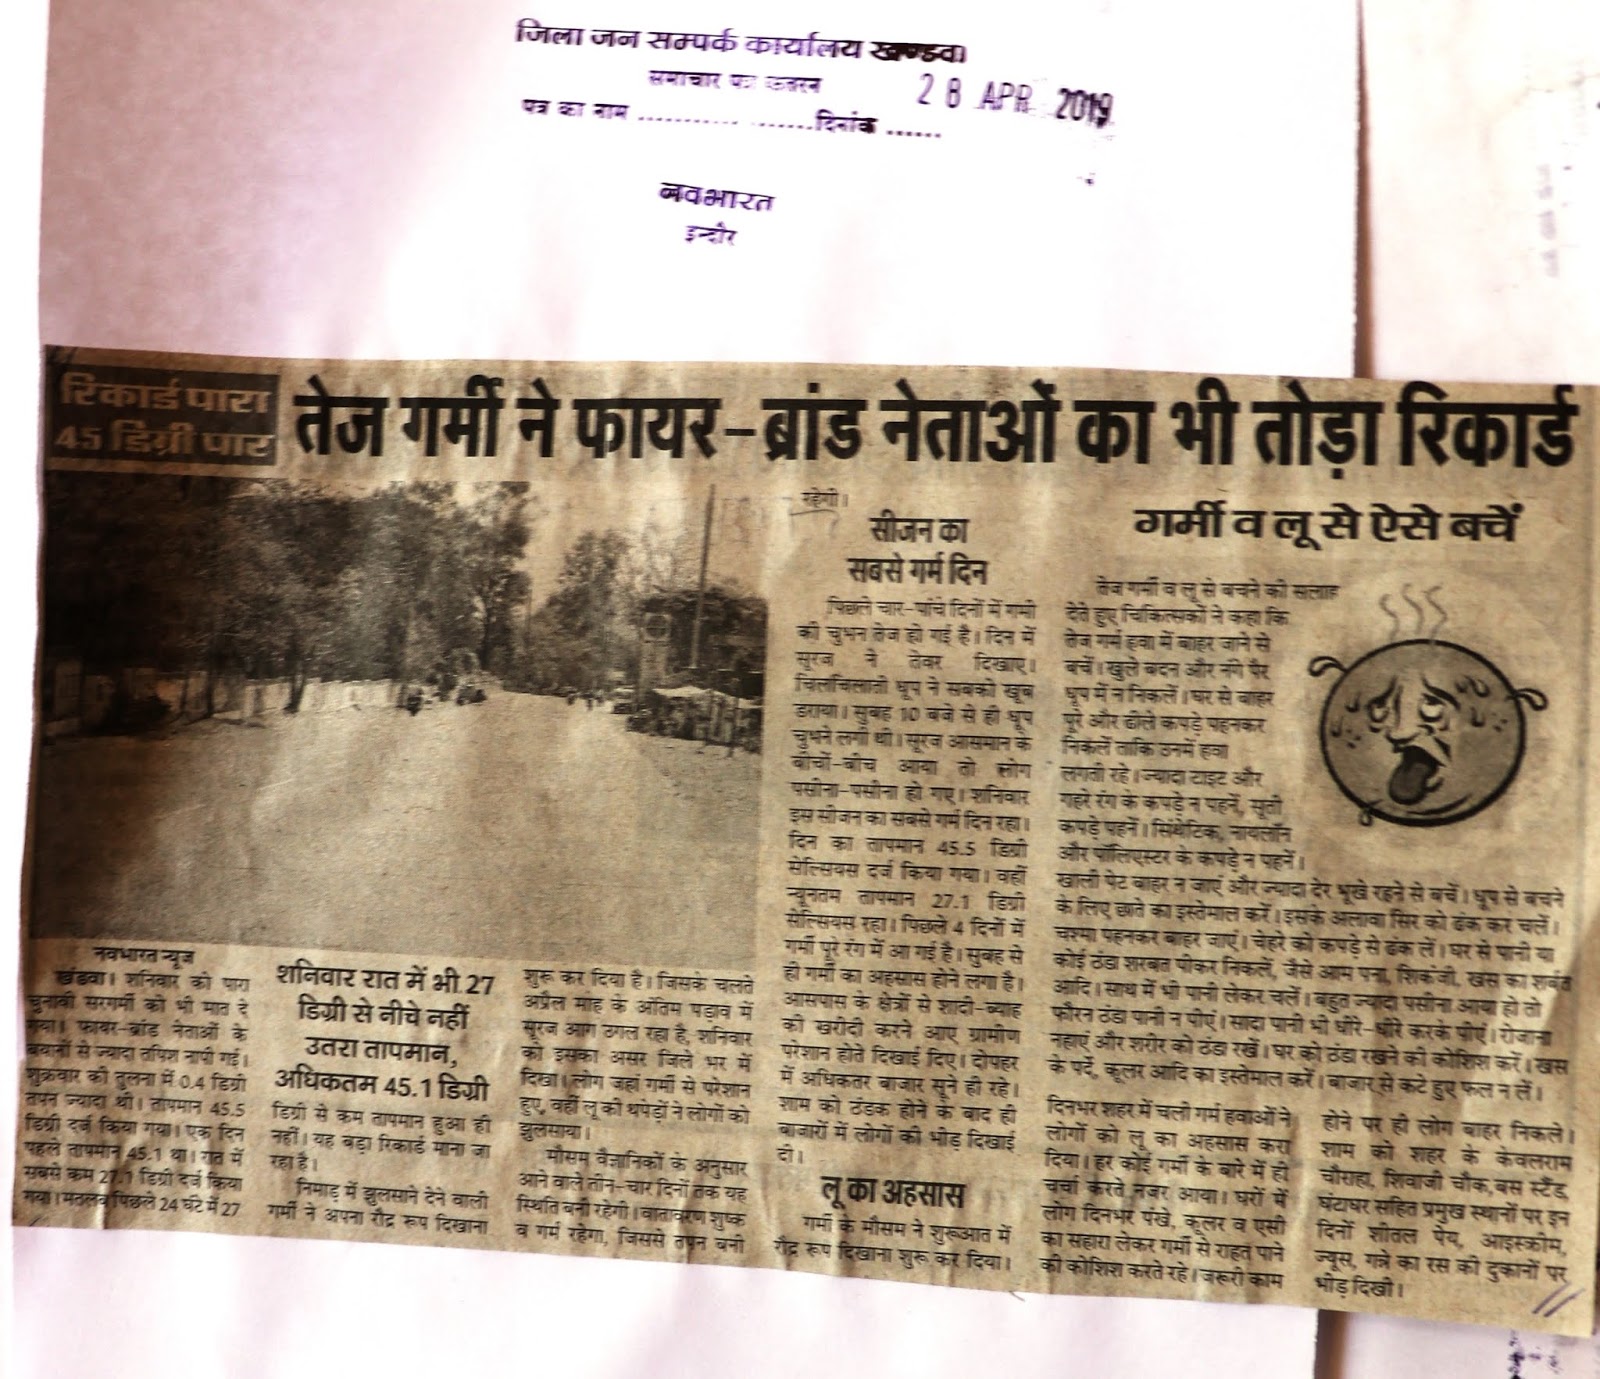 जिला जन सम्पर्क कार्यालय खण्डवा
समाचार पत्र कतरन
28 APR 2019
पत्र का नाम ..................दिनांक ......
नवभारत
इन्दौर
रिकार्ड पारा
45 डिग्री पार
तेज गर्मी ने फायर-ब्रांड नेताओं का भी तोड़ा रिकार्ड
नवभारत न्यूज
खंडवा। शनिवार को पारा
चुनावी सरगर्मी को भी मात दे
गया। फायर-ब्रांड नेताओं के
बयानों से ज्यादा तपिश नापी गई।
शुक्रवार की तुलना में 0.4 डिग्री
तपन ज्यादा थी। तापमान 45.5
डिग्री दर्ज किया गया। एक दिन
पहले तापमान 45.1 था। रात में
सबसे कम 27.1 डिग्री दर्ज किया
गया। मतलब पिछले 24 घंटे में 27
शनिवार रात में भी 27
डिग्री से नीचे नहीं
उतरा तापमान,
अधिकतम 45.1 डिग्री
डिग्री से कम तापमान हुआ ही
नहीं। यह बड़ा रिकार्ड माना जा
रहा है।
निमाड़ में झुलसाने देने वाली
गर्मी ने अपना रौद्र रूप दिखाना
शुरू कर दिया है। जिसके चलते
अप्रैल माह के अंतिम पड़ाव में
सूरज आग उगल रहा है, शनिवार
को इसका असर जिले भर में
दिखा। लोग जहां गर्मी से परेशान
हुए, वहीं लू की थपेड़ों ने लोगों को
झुलसाया।
मौसम वैज्ञानिकों के अनुसार
आने वाले तीन-चार दिनों तक यह
स्थिति बनी रहेगी। वातावरण शुष्क
व गर्म रहेगा, जिससे तपन बनी
रहेगी।
सीजन का
सबसे गर्म दिन
पिछले चार-पांच दिनों में गर्मी
की चुभन तेज हो गई है। दिन में
सूरज ने तेवर दिखाए।
चिलचिलाती धूप ने सबको खूब
डराया। सुबह 10 बजे से ही धूप
चुभने लगी थी। सूरज आसमान के
बीचों-बीच आया तो लोग
पसीना-पसीना हो गए। शनिवार
इस सीजन का सबसे गर्म दिन रहा।
दिन का तापमान 45.5 डिग्री
सेल्सियस दर्ज किया गया। वहीं
न्यूनतम तापमान 27.1 डिग्री
सेल्सियस रहा। पिछले 4 दिनों में
गर्मी पूरे रंग में आ गई है। सुबह से
ही गर्मी का अहसास होने लगा है।
आसपास के क्षेत्रों से शादी-ब्याह
की खरीदी करने आए ग्रामीण
परेशान होते दिखाई दिए। दोपहर
में अधिकतर बाजार सूने ही रहे।
शाम को ठंडक होने के बाद ही
बाजारों में लोगों की भीड़ दिखाई
दी।
लू का अहसास
गर्मी के मौसम ने शुरूआत में
रौद्र रूप दिखाना शुरू कर दिया।
गर्मी व लू से ऐसे बचें
तेज गर्मी व लू से बचने की सलाह
देते हुए चिकित्सकों ने कहा कि
तेज गर्म हवा में बाहर जाने से
बचें। खुले बदन और नंगे पैर
धूप में न निकलें। घर से बाहर
पूरे और ढीले कपड़े पहनकर
निकलें ताकि उनमें हवा
लगती रहे। ज्यादा टाइट और
गहरे रंग के कपड़े न पहनें, सूती
कपड़े पहनें। सिंथेटिक, नायलॉन
और पॉलिएस्टर के कपड़े न पहनें।
खाली पेट बाहर न जाएं और ज्यादा देर भूखे रहने से बचें। धूप से बचने
के लिए छाते का इस्तेमाल करें। इसके अलावा सिर को ढंक कर चलें।
चश्मा पहनकर बाहर जाएं। चेहरे को कपड़े से ढंक लें। घर से पानी या
कोई ठंडा शरबत पीकर निकलें, जैसे आम पना, शिकंजी, खस का शर्बत
आदि। साथ में भी पानी लेकर चलें। बहुत ज्यादा पसीना आया हो तो
फौरन ठंडा पानी न पीएं। सादा पानी भी धीरे-धीरे करके पीएं। रोजाना
नहाएं और शरीर को ठंडा रखें। घर को ठंडा रखने की कोशिश करें। खस
के पर्दे, कूलर आदि का इस्तेमाल करें। बाजार से कटे हुए फल न लें।
दिनभर शहर में चली गर्म हवाओं ने
लोगों को लू का अहसास करा
दिया। हर कोई गर्मी के बारे में ही
चर्चा करते नजर आया। घरों में
लोग दिनभर पंखे, कूलर व एसी
का सहारा लेकर गर्मी से राहत पाने
की कोशिश करते रहे। जरूरी काम
होने पर ही लोग बाहर निकले।
शाम को शहर के केवलराम
चौराहा, शिवाजी चौक,बस स्टैंड,
घंटाघर सहित प्रमुख स्थानों पर इन
दिनों शीतल पेय, आइस्क्रीम,
ज्यूस, गन्ने का रस की दुकानों पर
भीड़ दिखी।